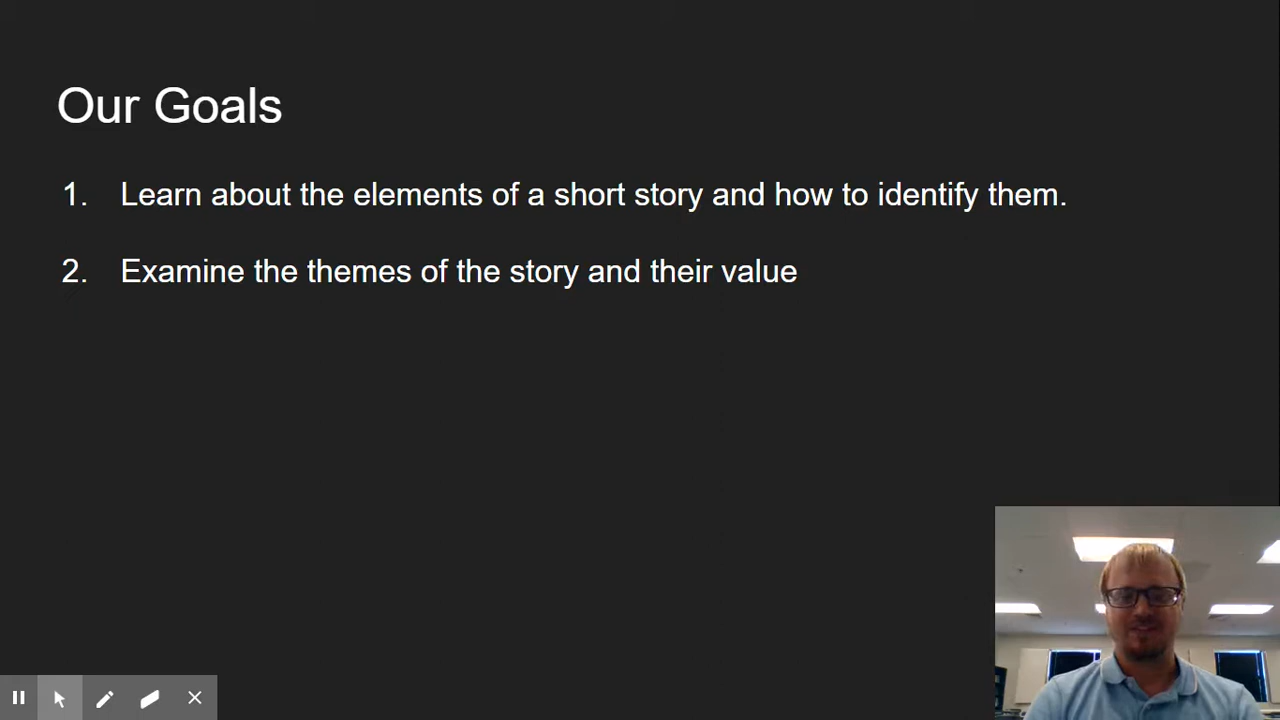 Our Goals
1. Learn about the elements of a short story and how to identify them.
2. Examine the themes of the story and their value